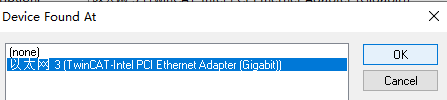 Device Found At
(none)
以太网 3 (TwinCAT-Intel PCI Ethernet Adapter (Gigabit))
OK
Cancel